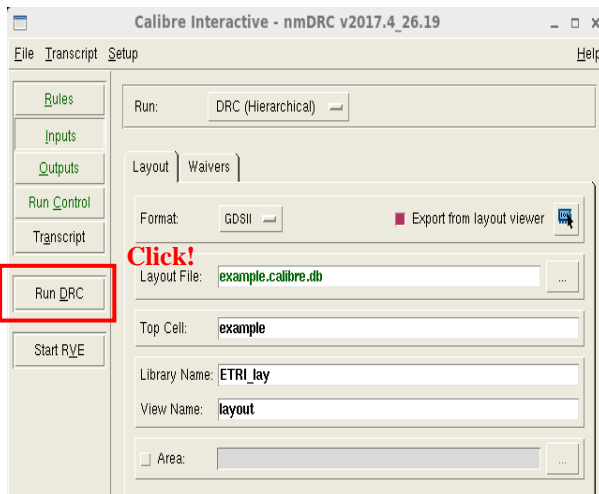 Calibre Interactive - nmDRC v2017.4_26.19
File Transcript Setup Help
Rules
Inputs
Outputs
Run Control
Transcript
Run DRC
Start RVE
Run: DRC (Hierarchical)
Layout Waivers
Format: GDSII Export from layout viewer
Click!
Layout File: example.calibre.db ...
Top Cell: example
Library Name: ETRI_lay
View Name: layout
Area: ...